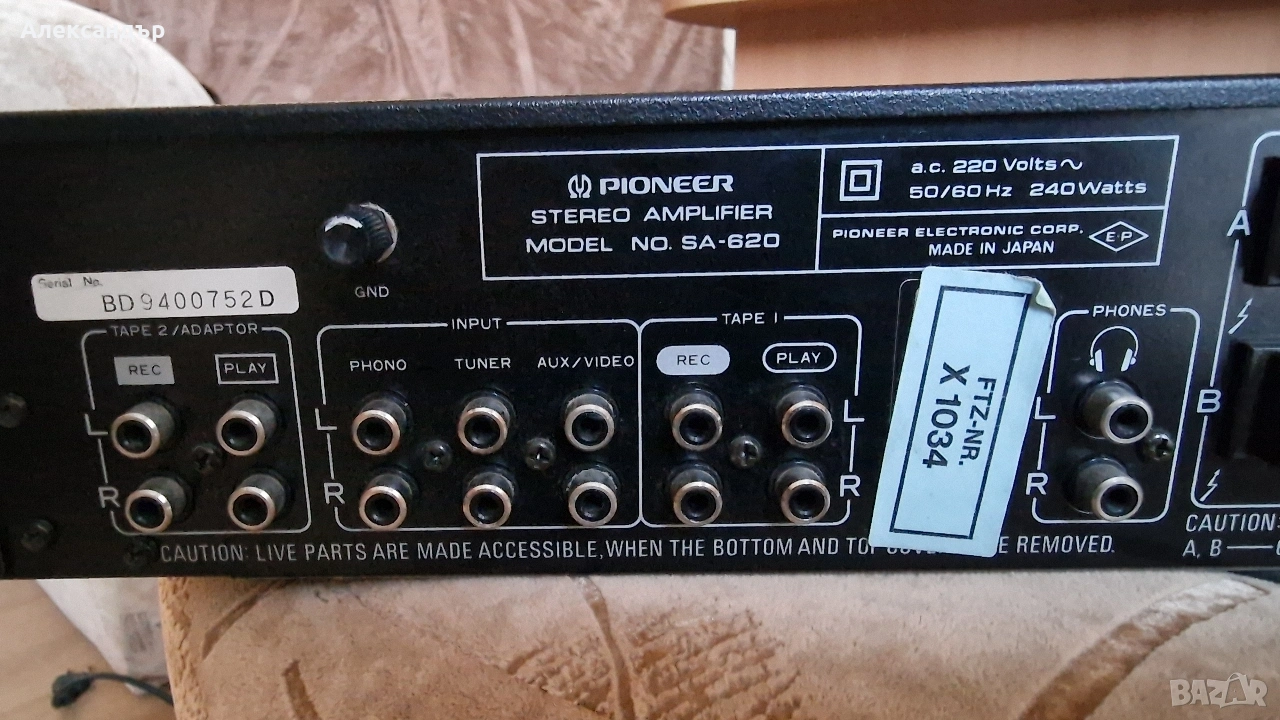 Александър
PIONEER
STEREO AMPLIFIER
MODEL NO. SA-620
a.c. 220 Volts~
50/60 Hz 240 Watts
PIONEER ELECTRONIC CORP.
MADE IN JAPAN
E·P
Serial No.
BD9400752D
GND
TAPE 2/ADAPTOR
REC PLAY
L
R
INPUT
PHONO TUNER AUX/VIDEO
L
R
TAPE 1
REC PLAY
L
R
FTZ-NR.
X 1034
PHONES
L
R
A
B
CAUTION: LIVE PARTS ARE MADE ACCESSIBLE, WHEN THE BOTTOM AND E REMOVED.
CAUTION
A, B
BAZAR